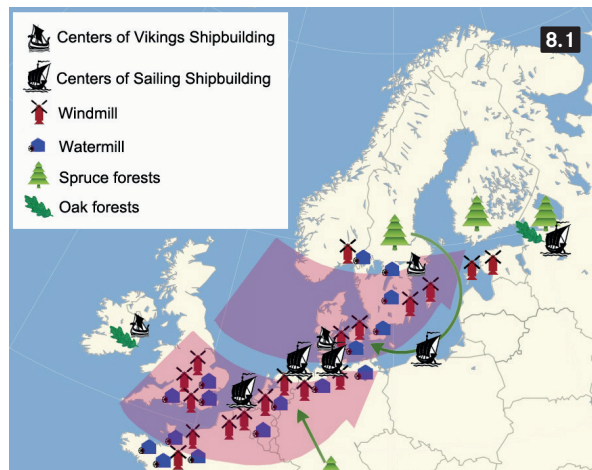 8.1
Centers of Vikings Shipbuilding
Centers of Sailing Shipbuilding
Windmill
Watermill
Spruce forests
Oak forests